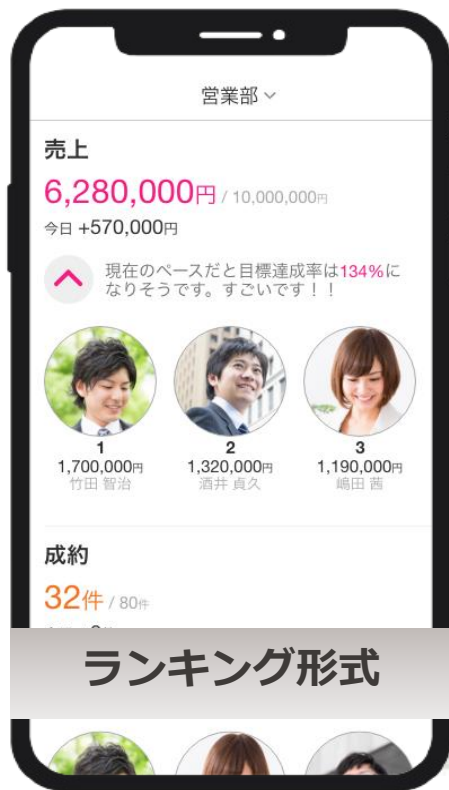 営業部
売上
6,280,000円 / 10,000,000円
今日 +570,000円
現在のペースだと目標達成率は134%に
なりそうです。すごいです！！
1 2 3
1,700,000円 1,320,000円 1,190,000円
竹田 智治 酒井 貞久 嶋田 茜
成約
32件 / 80件
ランキング形式